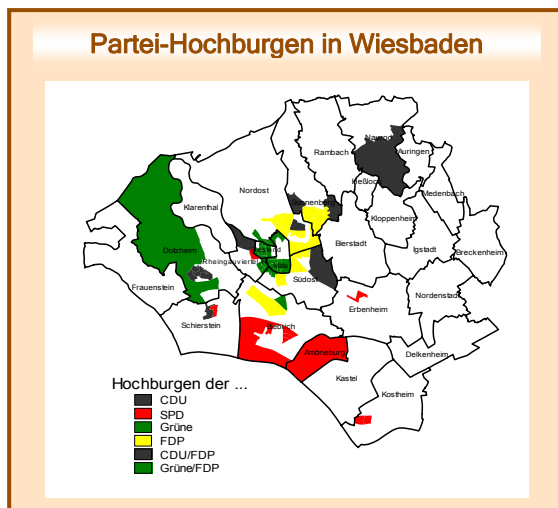 Partei-Hochburgen in Wiesbaden
Naurod
Rambach
Auringen
Heßloch
Nordost
Medenbach
Klarenthal
Sonnenberg
Kloppenheim
Dotzheim
Bierstadt
Igstadt
Breckenheim
Rheingauviertel
Südost
Frauenstein
Nordenstadt
Erbenheim
Schierstein
Biebrich
Amöneburg
Delkenheim
Kastel
Kostheim
Hochburgen der ...
CDU
SPD
Grüne
FDP
CDU/FDP
Grüne/FDP